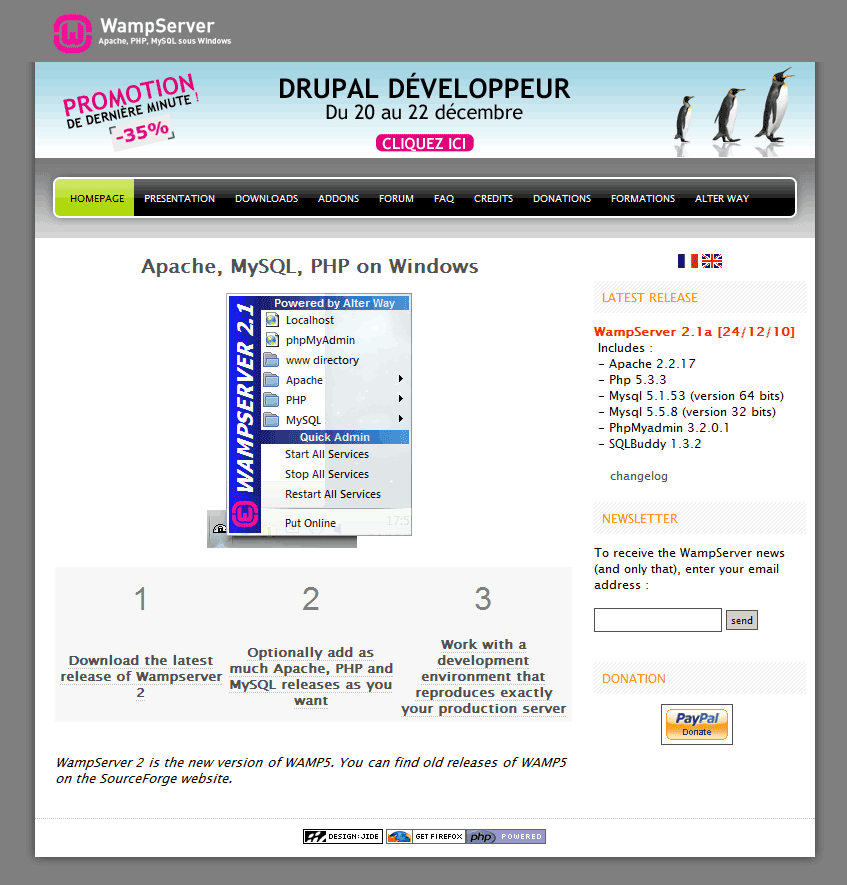 WampServer
Apache, PHP, MySQL sous Windows
PROMOTION
DE DERNIÈRE MINUTE !
-35%
DRUPAL DÉVELOPPEUR
Du 20 au 22 décembre
CLIQUEZ ICI
HOMEPAGE PRESENTATION DOWNLOADS ADDONS FORUM FAQ CREDITS DONATIONS FORMATIONS ALTER WAY
Apache, MySQL, PHP on Windows
WAMPSERVER 2.1
Powered by Alter Way
Localhost
phpMyAdmin
www directory
Apache
PHP
MySQL
Quick Admin
Start All Services
Stop All Services
Restart All Services
Put Online
17:5
1
Download the latest
release of Wampserver
2
2
Optionally add as
much Apache, PHP and
MySQL releases as you
want
3
Work with a
development
environment that
reproduces exactly
your production server
WampServer 2 is the new version of WAMP5. You can find old releases of WAMP5
on the SourceForge website.
LATEST RELEASE
WampServer 2.1a [24/12/10]
Includes :
- Apache 2.2.17
- Php 5.3.3
- Mysql 5.1.53 (version 64 bits)
- Mysql 5.5.8 (version 32 bits)
- PhpMyadmin 3.2.0.1
- SQLBuddy 1.3.2
changelog
NEWSLETTER
To receive the WampServer news
(and only that), enter your email
address :
send
DONATION
PayPal
Donate
DESIGN:JIDE GET FIREFOX php POWERED